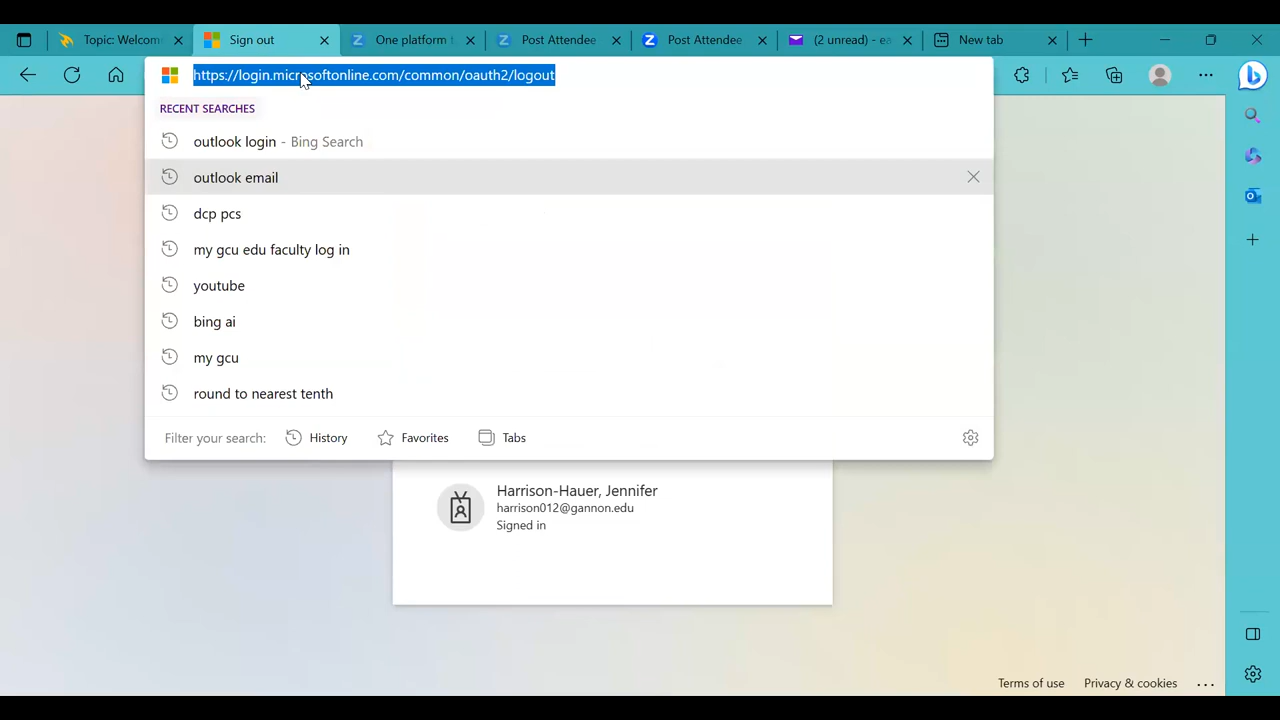 Topic: Welcom
Sign out
One platform t
Post Attendee
Post Attendee
(2 unread) - ea
New tab
https://login.microsoftonline.com/common/oauth2/logout
RECENT SEARCHES
outlook login - Bing Search
outlook email
dcp pcs
my gcu edu faculty log in
youtube
bing ai
my gcu
round to nearest tenth
Filter your search:
History
Favorites
Tabs
Harrison-Hauer, Jennifer
harrison012@gannon.edu
Signed in
Terms of use
Privacy & cookies